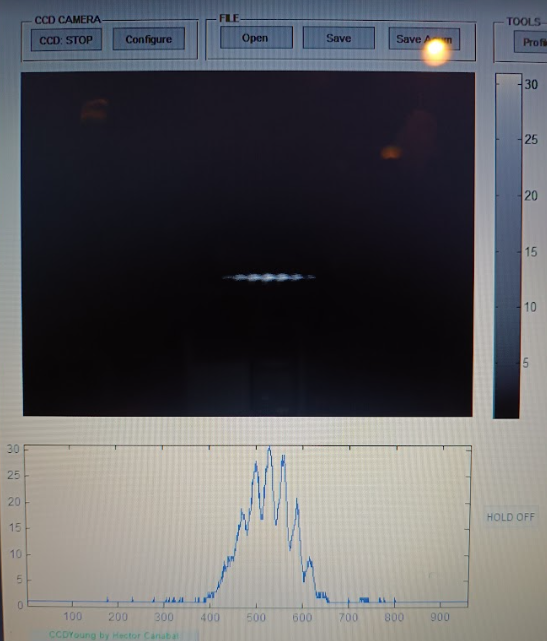 CCD CAMERA
FILE
TOOLS
CCD: STOP
Configure
Open
Save
Save
30
25
20
15
10
5
30
25
20
15
10
5
0
100
200
300
400
500
600
700
800
900
HOLD OFF
CCDYoung by Hector Canabal